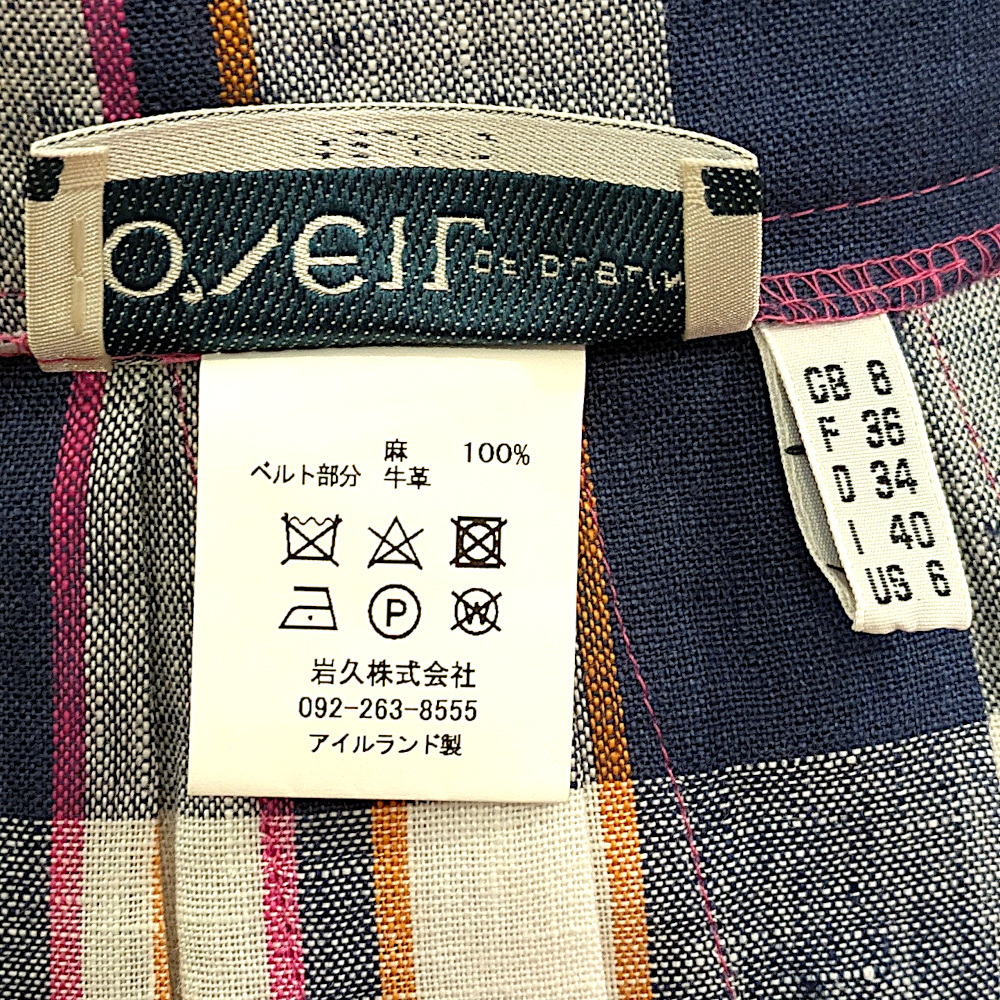 麻 100%
ベルト部分 牛革
P
W
岩久株式会社
092-263-8555
アイルランド製
GB 8
F 36
D 34
I 40
US 6